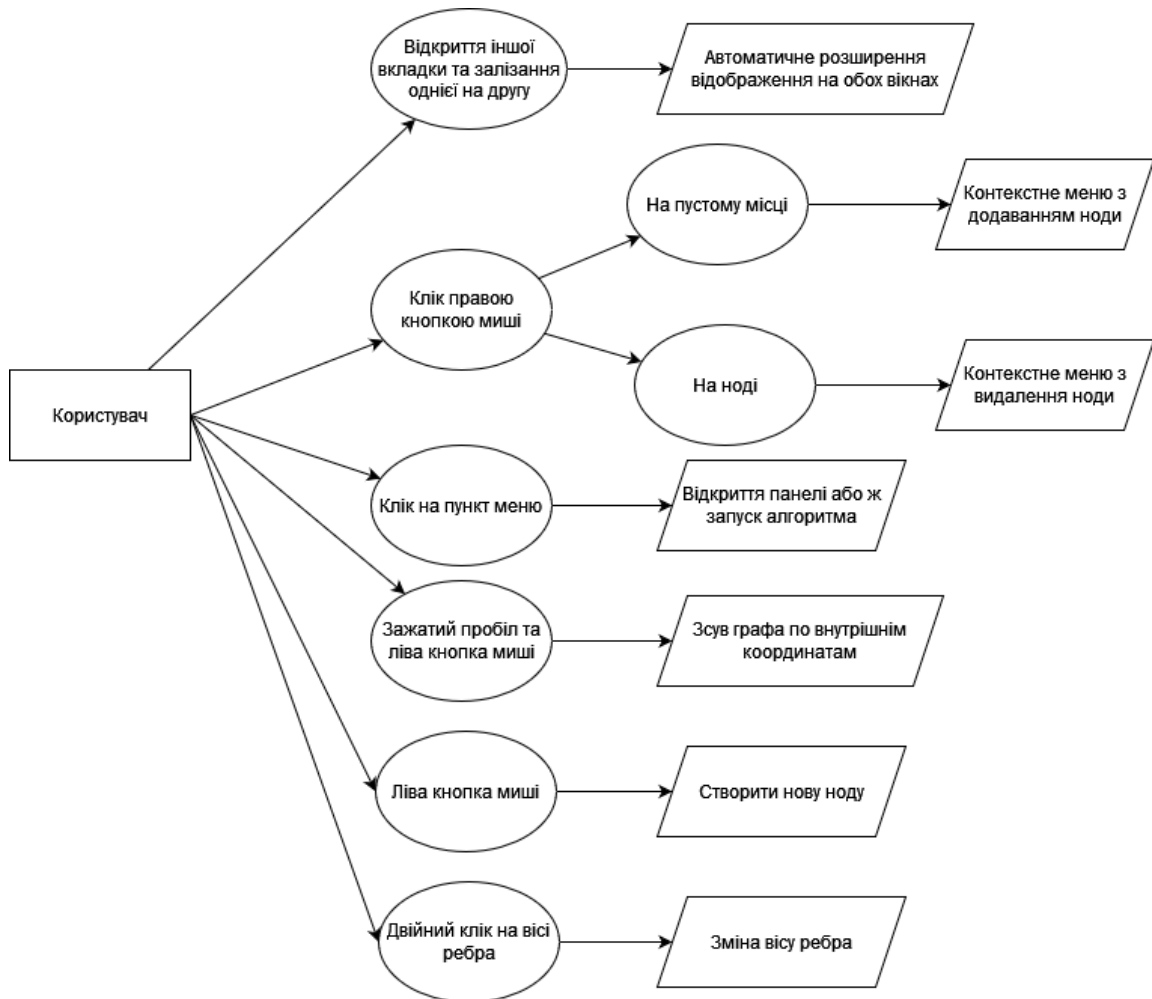 Відкриття іншої
вкладки та залізання
однієї на другу
Автоматичне розширення
відображення на обох вікнах
На пустому місці
Контекстне меню з
додаванням ноди
Клік правою
кнопкою миші
На ноді
Контекстне меню з
видалення ноди
Користувач
Клік на пункт меню
Відкриття панелі або ж
запуск алгоритма
Зажатий пробіл та
ліва кнопка миші
Зсув графа по внутрішнім
координатам
Ліва кнопка миші
Створити нову ноду
Двійний клік на вісі
ребра
Зміна вісу ребра